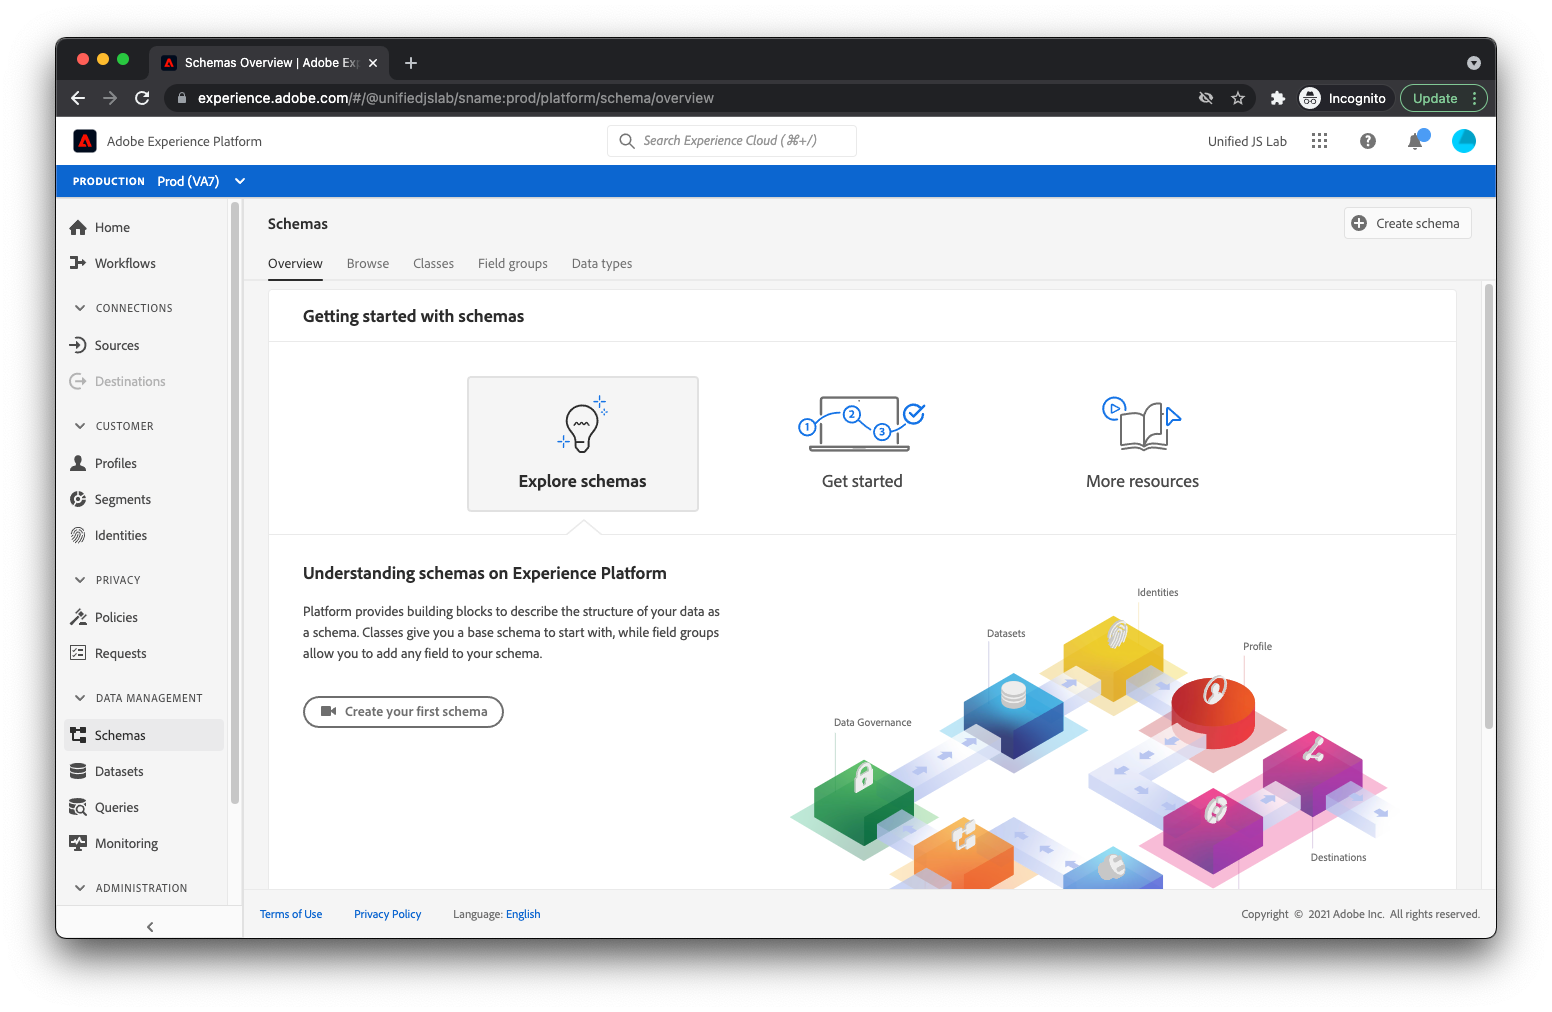 Schemas Overview | Adobe Ex
experience.adobe.com/#/@unifiedjslab/sname:prod/platform/schema/overview
Incognito
Update
Adobe Experience Platform
Search Experience Cloud (⌘+/)
Unified JS Lab
PRODUCTION Prod (VA7)
Home
Workflows
CONNECTIONS
Sources
Destinations
CUSTOMER
Profiles
Segments
Identities
PRIVACY
Policies
Requests
DATA MANAGEMENT
Schemas
Datasets
Queries
Monitoring
ADMINISTRATION
Schemas
Create schema
Overview Browse Classes Field groups Data types
Getting started with schemas
Explore schemas
1 2 3
Get started
More resources
Understanding schemas on Experience Platform
Platform provides building blocks to describe the structure of your data as
a schema. Classes give you a base schema to start with, while field groups
allow you to add any field to your schema.
Create your first schema
Identities
Datasets
Profile
Data Governance
Destinations
Terms of Use Privacy Policy Language: English
Copyright © 2021 Adobe Inc. All rights reserved.